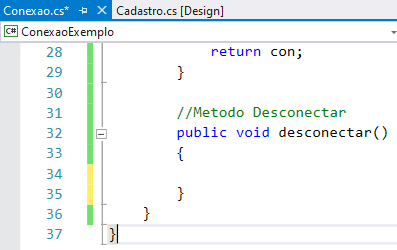 Conexao.cs*
Cadastro.cs [Design]
C# ConexaoExemplo
28 return con;
29 }
30
31 //Metodo Desconectar
32 public void desconectar()
33 {
34
35 }
36 }
37 }